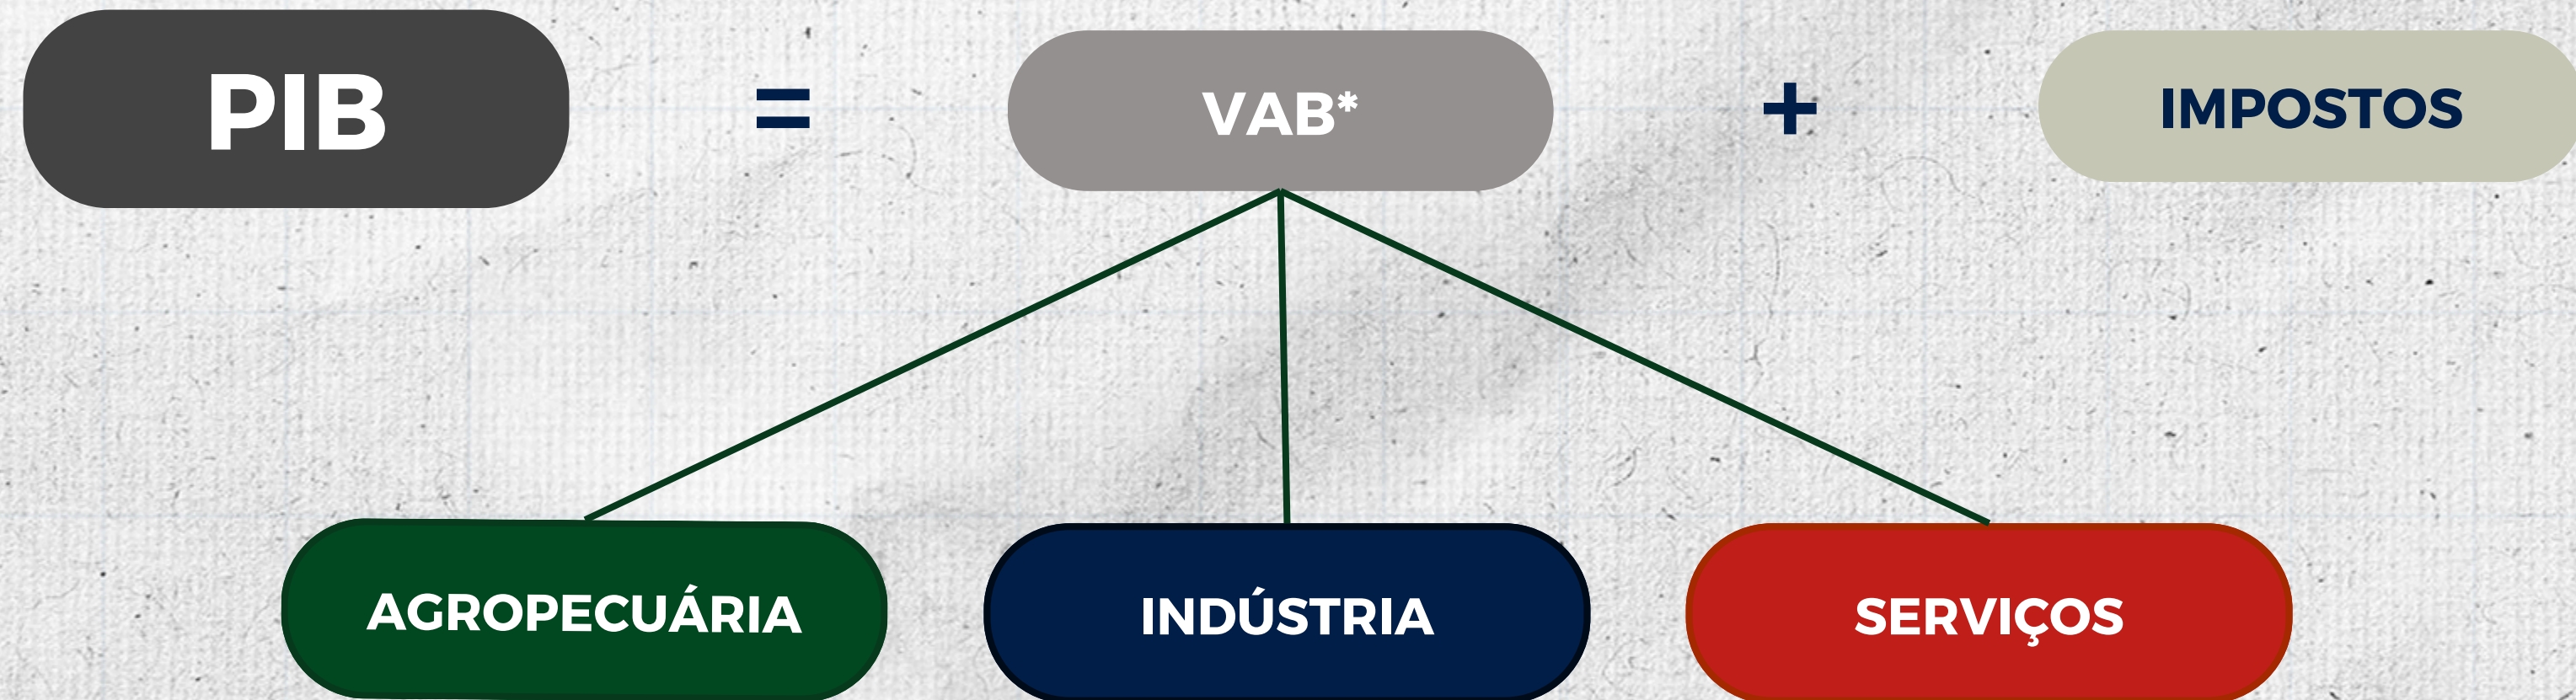 PIB = VAB* + IMPOSTOS
AGROPECUÁRIA INDÚSTRIA SERVIÇOS